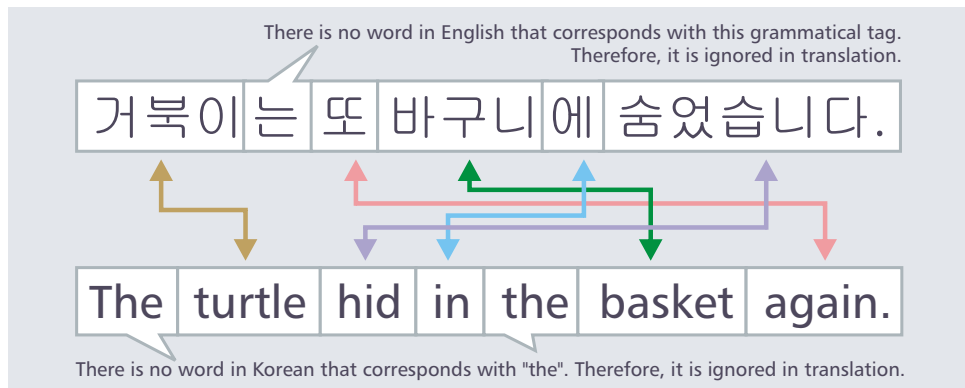 There is no word in English that corresponds with this grammatical tag.
Therefore, it is ignored in translation.
거북이는 또 바구니에 숨었습니다.
The turtle hid in the basket again.
There is no word in Korean that corresponds with "the". Therefore, it is ignored in translation.